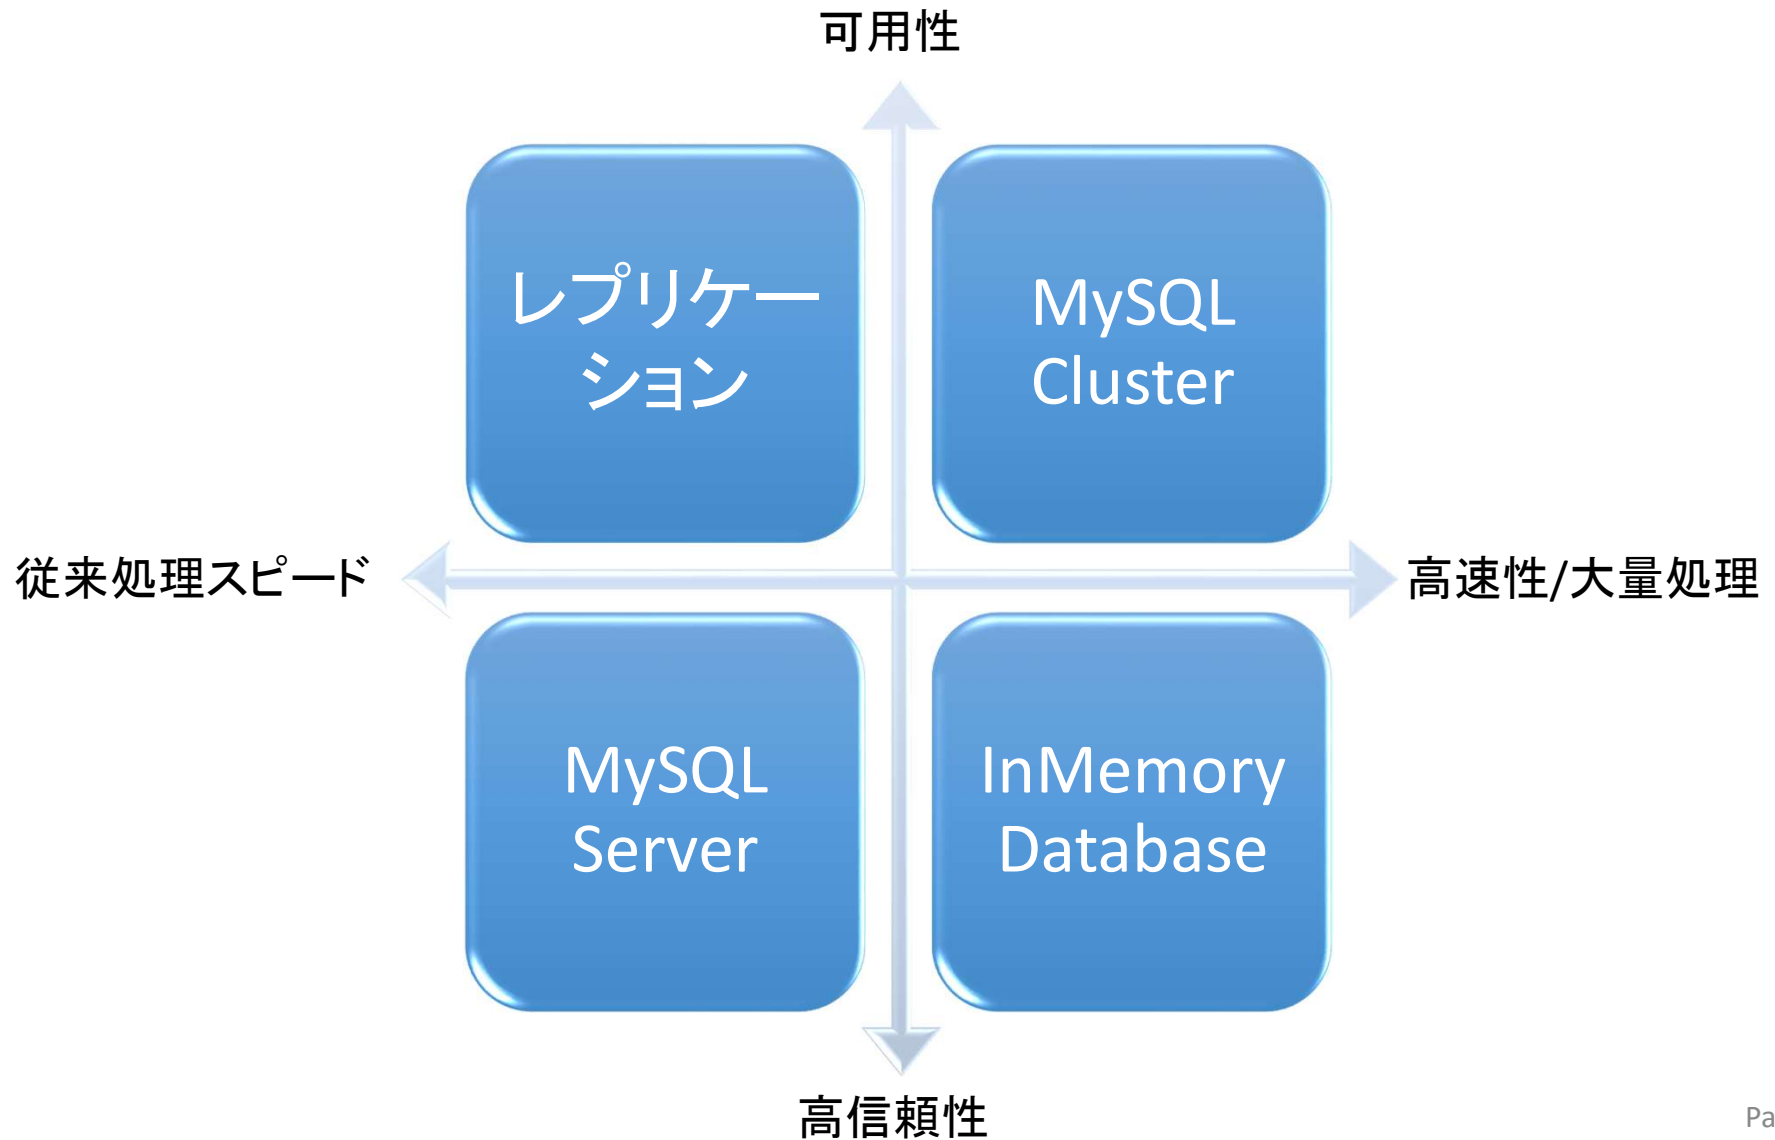 可用性
レプリケー
ション
MySQL
Cluster
従来処理スピード
高速性/大量処理
MySQL
Server
InMemory
Database
高信頼性
Pa